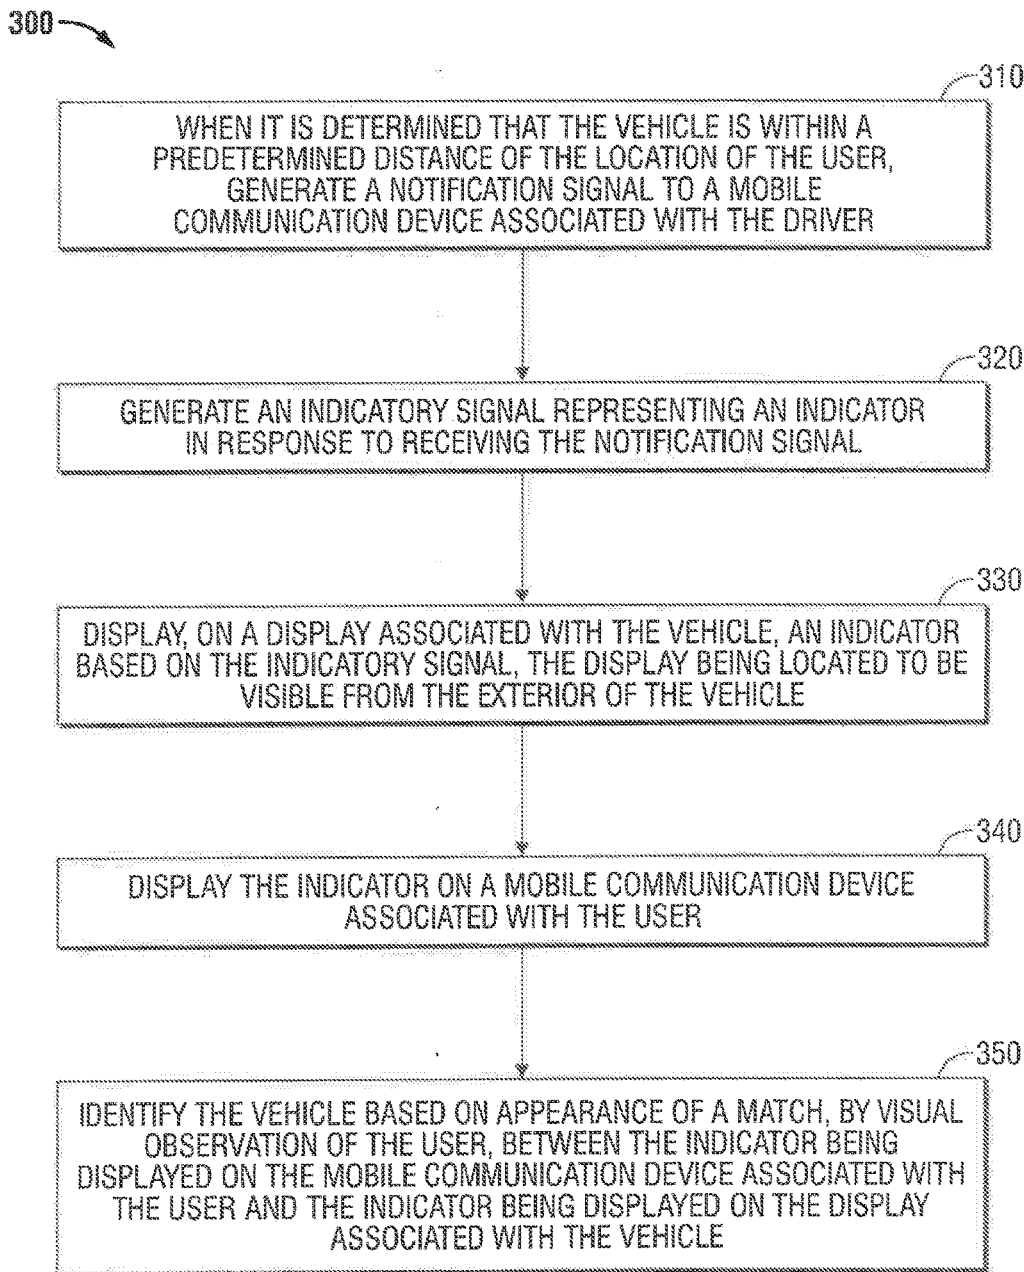 300
310
WHEN IT IS DETERMINED THAT THE VEHICLE IS WITHIN A
PREDETERMINED DISTANCE OF THE LOCATION OF THE USER,
GENERATE A NOTIFICATION SIGNAL TO A MOBILE
COMMUNICATION DEVICE ASSOCIATED WITH THE DRIVER
320
GENERATE AN INDICATORY SIGNAL REPRESENTING AN INDICATOR
IN RESPONSE TO RECEIVING THE NOTIFICATION SIGNAL
330
DISPLAY, ON A DISPLAY ASSOCIATED WITH THE VEHICLE, AN INDICATOR
BASED ON THE INDICATORY SIGNAL, THE DISPLAY BEING LOCATED TO BE
VISIBLE FROM THE EXTERIOR OF THE VEHICLE
340
DISPLAY THE INDICATOR ON A MOBILE COMMUNICATION DEVICE
ASSOCIATED WITH THE USER
350
IDENTIFY THE VEHICLE BASED ON APPEARANCE OF A MATCH, BY VISUAL
OBSERVATION OF THE USER, BETWEEN THE INDICATOR BEING
DISPLAYED ON THE MOBILE COMMUNICATION DEVICE ASSOCIATED WITH
THE USER AND THE INDICATOR BEING DISPLAYED ON THE DISPLAY
ASSOCIATED WITH THE VEHICLE